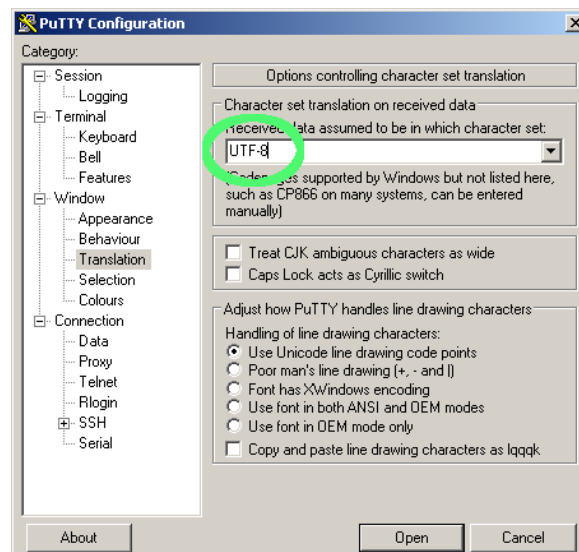 PuTTY Configuration
Category:
Session
Logging
Terminal
Keyboard
Bell
Features
Window
Appearance
Behaviour
Translation
Selection
Colours
Connection
Data
Proxy
Telnet
Rlogin
SSH
Serial
Options controlling character set translation
Character set translation on received data
Received data assumed to be in which character set:
UTF-8
(Codepages supported by Windows but not listed here,
such as CP866 on many systems, can be entered
manually)
Treat CJK ambiguous characters as wide
Caps Lock acts as Cyrillic switch
Adjust how PuTTY handles line drawing characters
Handling of line drawing characters:
Use Unicode line drawing code points
Poor man's line drawing (+, - and |)
Font has XWindows encoding
Use font in both ANSI and OEM modes
Use font in OEM mode only
Copy and paste line drawing characters as lqqqk
About
Open
Cancel